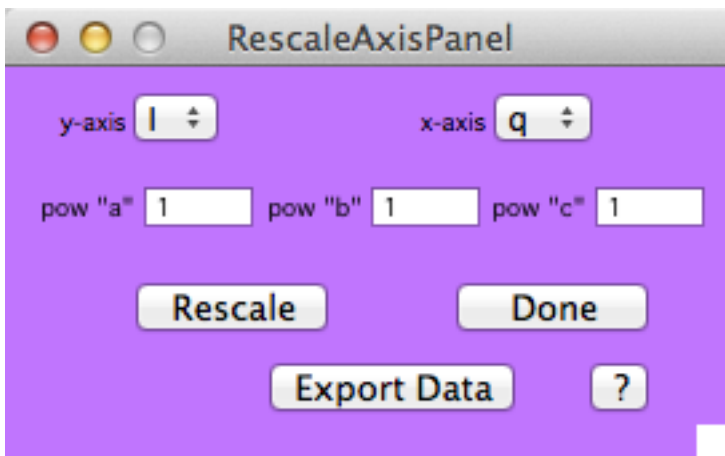 RescaleAxisPanel
y-axis I x-axis q
pow "a" 1 pow "b" 1 pow "c" 1
Rescale Done
Export Data ?